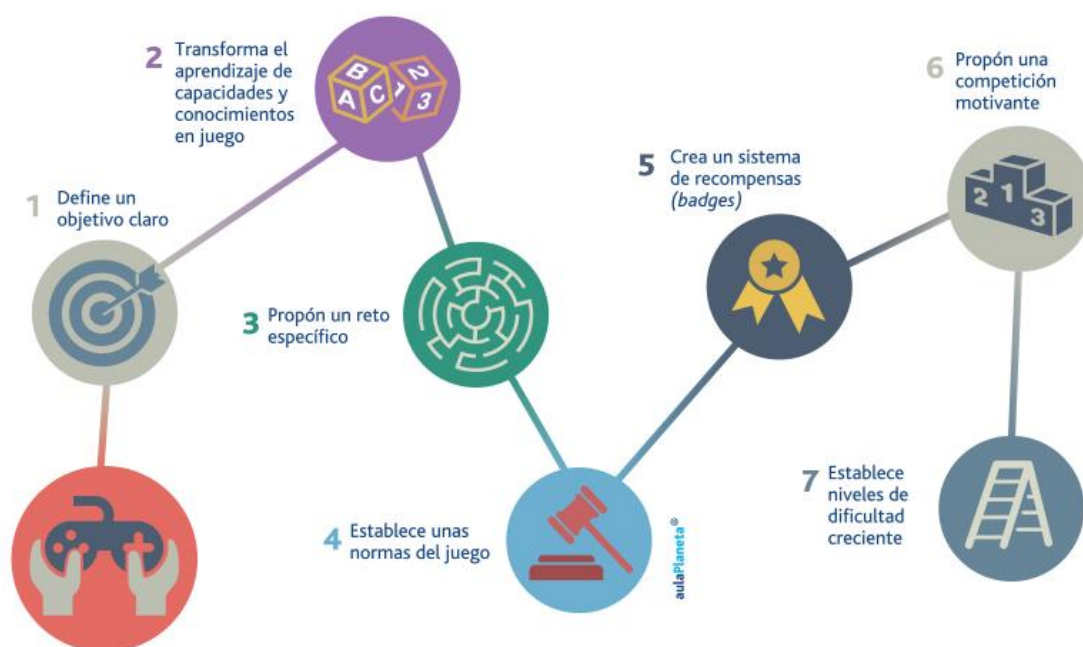 1 Define un
objetivo claro
2 Transforma el
aprendizaje de
capacidades y
conocimientos
en juego
B
A C
2
1 3
3 Propón un reto
específico
4 Establece unas
normas del juego
aulaPlaneta®
5 Crea un sistema
de recompensas
(badges)
6 Propón una
competición
motivante
2 1 3
7 Establece
niveles de
dificultad
creciente